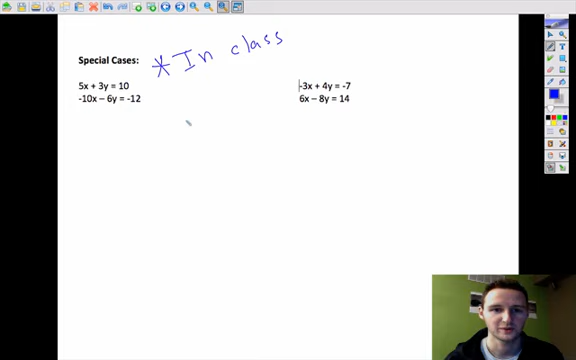 * In class
Special Cases:
5x + 3y = 10
-10x – 6y = -12
-3x + 4y = -7
6x – 8y = 14